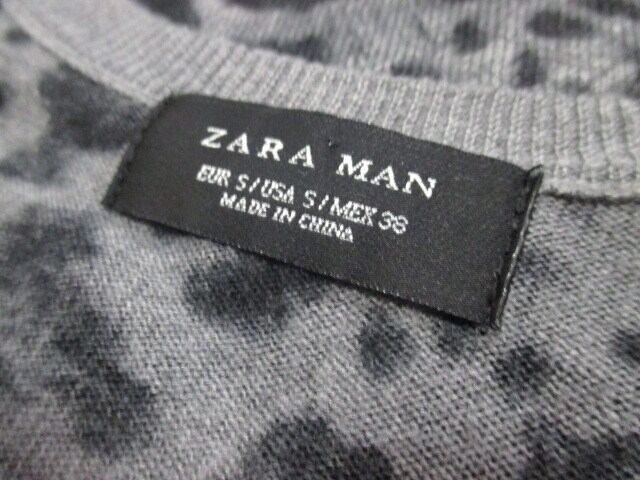 ZARA MAN
EUR S/USA S/MEX 38
MADE IN CHINA